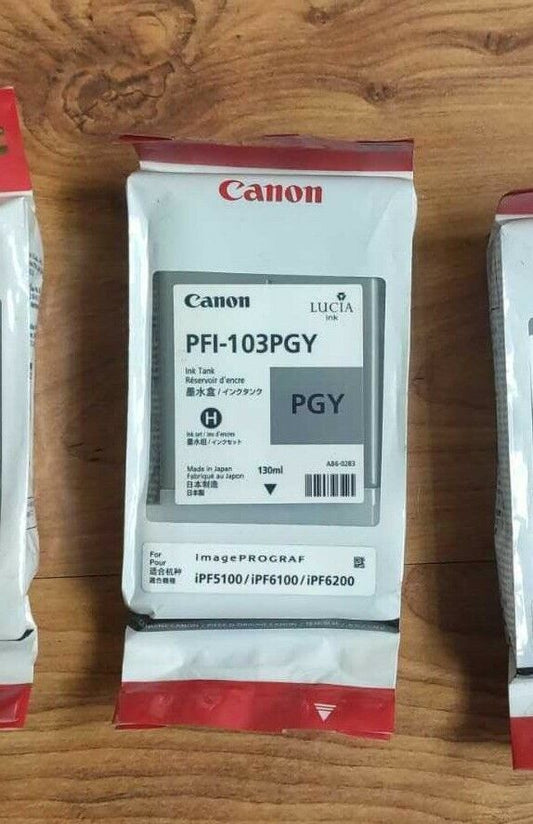 Canon
Canon
LUCIA
ink
PFI-103PGY
Ink Tank
Réservoir d'encre
墨水盒 / インクタンク
PGY
H
Ink set / Jeu d'encres
墨水组 / インクセット
AB6-0283
Made in Japan
Fabriqué au Japon
日本制造
日本製
130ml
For
Pour
适合机种
適合機種
imagePROGRAF
iPF5100/iPF6100/iPF6200